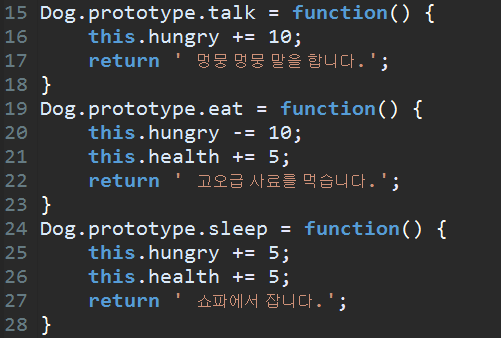 15 Dog.prototype.talk = function() {
16     this.hungry += 10;
17     return ' 멍뭉 멍뭉 말을 합니다.';
18 }
19 Dog.prototype.eat = function() {
20     this.hungry -= 10;
21     this.health += 5;
22     return ' 고오급 사료를 먹습니다.';
23 }
24 Dog.prototype.sleep = function() {
25     this.hungry += 5;
26     this.health += 5;
27     return ' 쇼파에서 잡니다.';
28 }